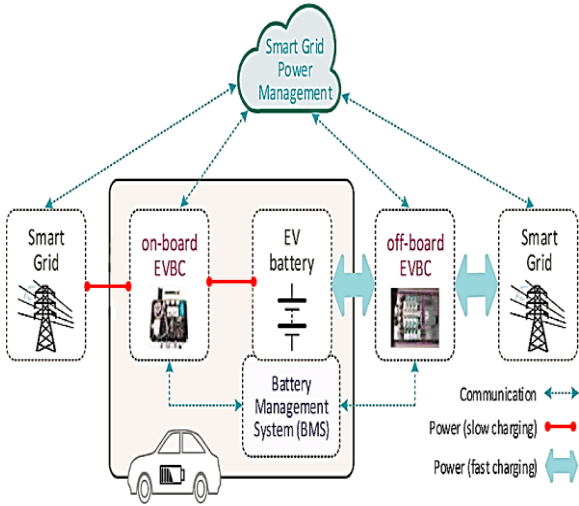 Smart Grid
Power
Management
Smart
Grid
on-board
EVBC
EV
battery
off-board
EVBC
Smart
Grid
Battery
Management
System (BMS)
Communication
Power (slow charging)
Power (fast charging)